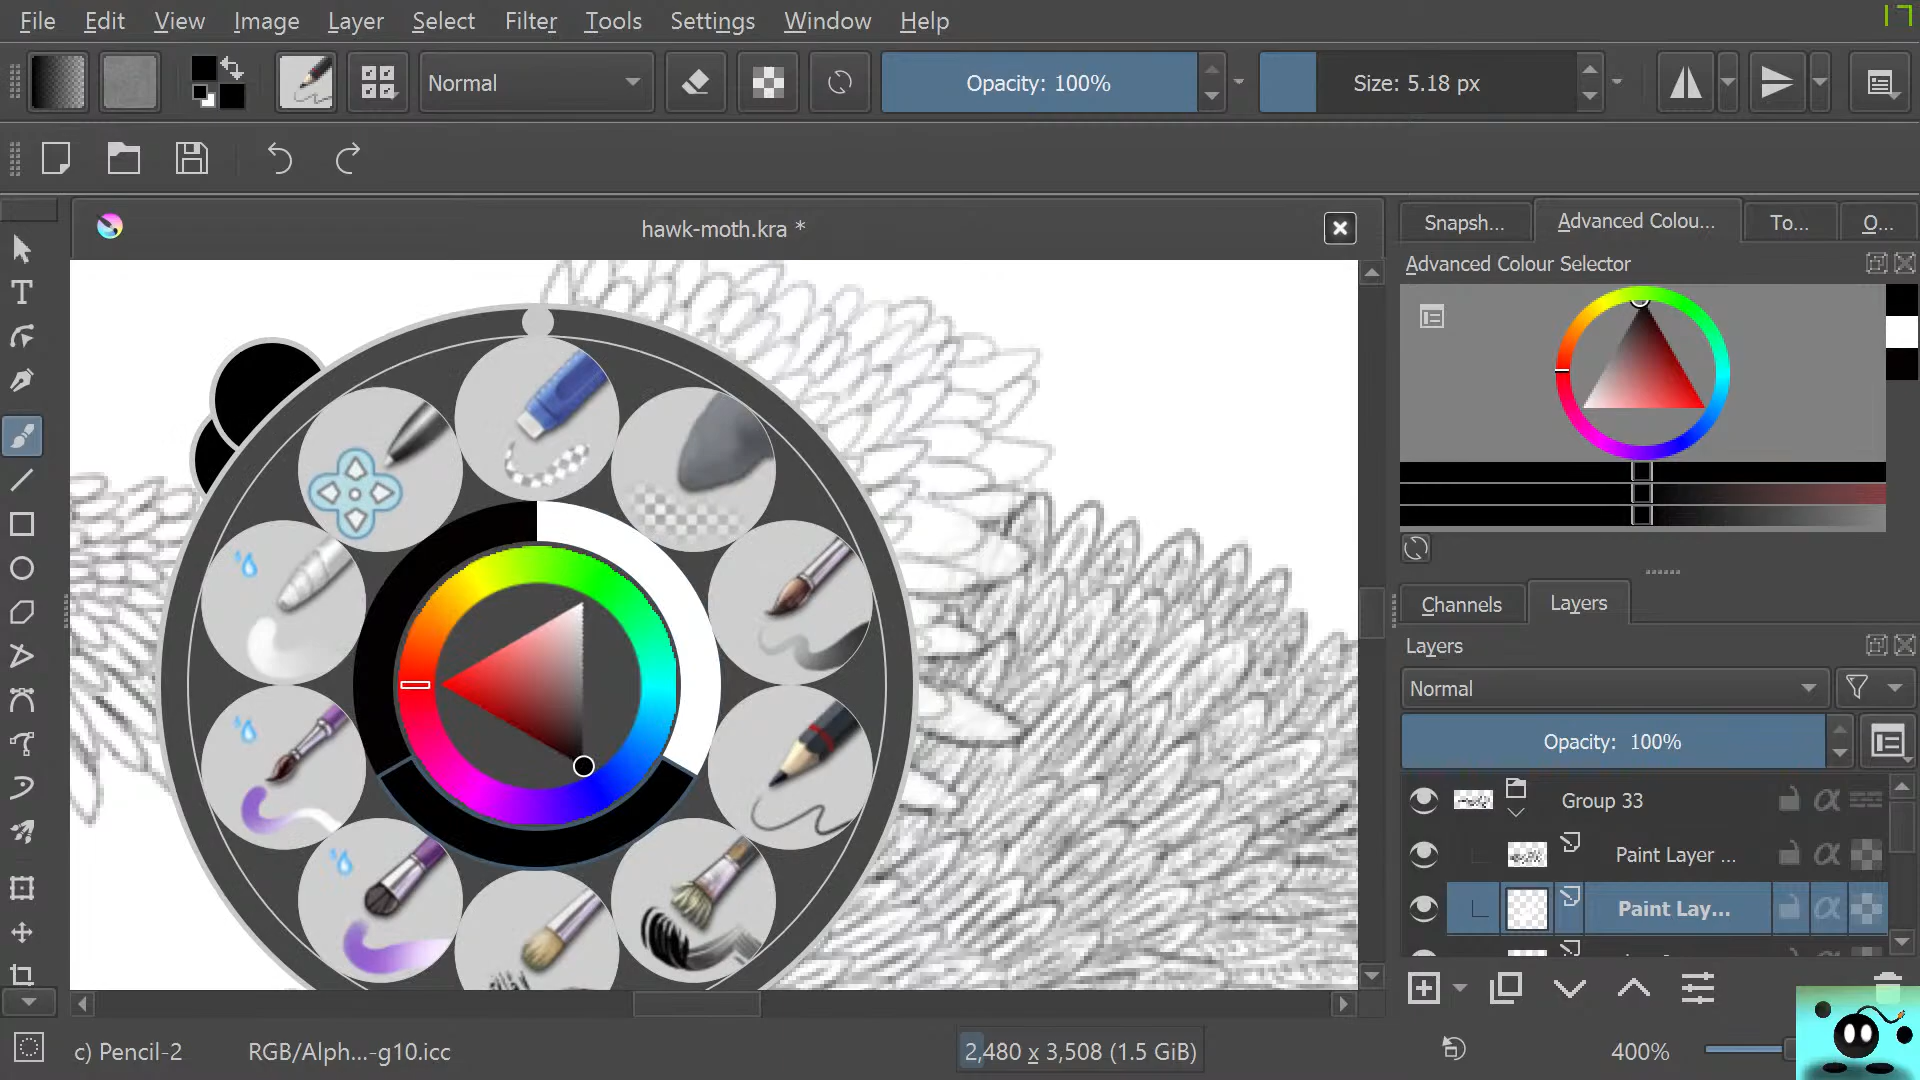 File Edit View Image Layer Select Filter Tools Settings Window Help
17
Normal Opacity: 100% Size: 5.18 px
hawk-moth.kra *
Snapsh... Advanced Colou... To... O...
Advanced Colour Selector
Channels Layers
Layers
Normal
Opacity: 100%
Group 33
Paint Layer ...
Paint Lay...
c) Pencil-2 RGB/Alph...-g10.icc 2,480 x 3,508 (1.5 GiB) 400%